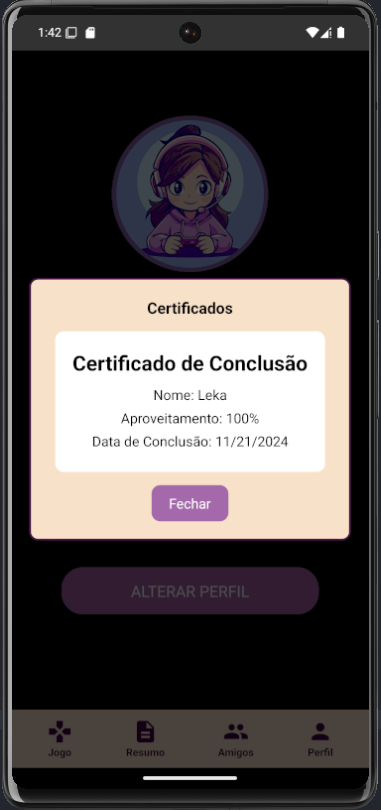 1:42
Certificados
Certificado de Conclusão
Nome: Leka
Aproveitamento: 100%
Data de Conclusão: 11/21/2024
Fechar
ALTERAR PERFIL
Jogo Resumo Amigos Perfil